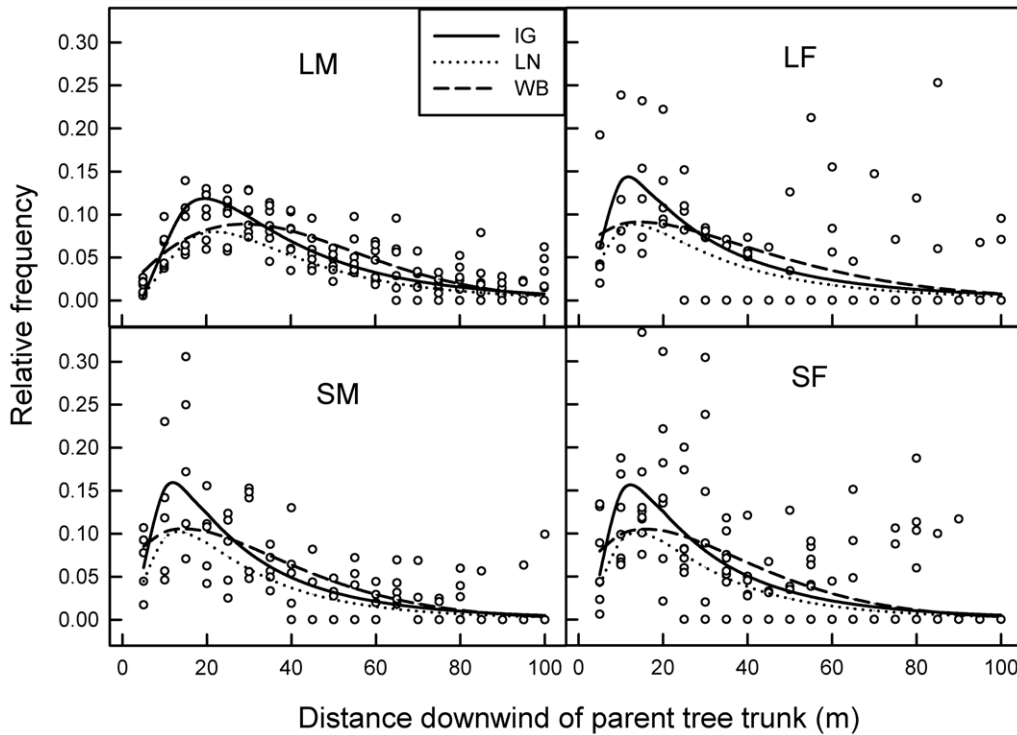 LM
IG
LN
WB
LF
0.30
0.25
0.20
0.15
0.10
0.05
0.00
SM
SF
0.30
0.25
0.20
0.15
0.10
0.05
0.00
Relative frequency
0 20 40 60 80 100 0 20 40 60 80 100
Distance downwind of parent tree trunk (m)